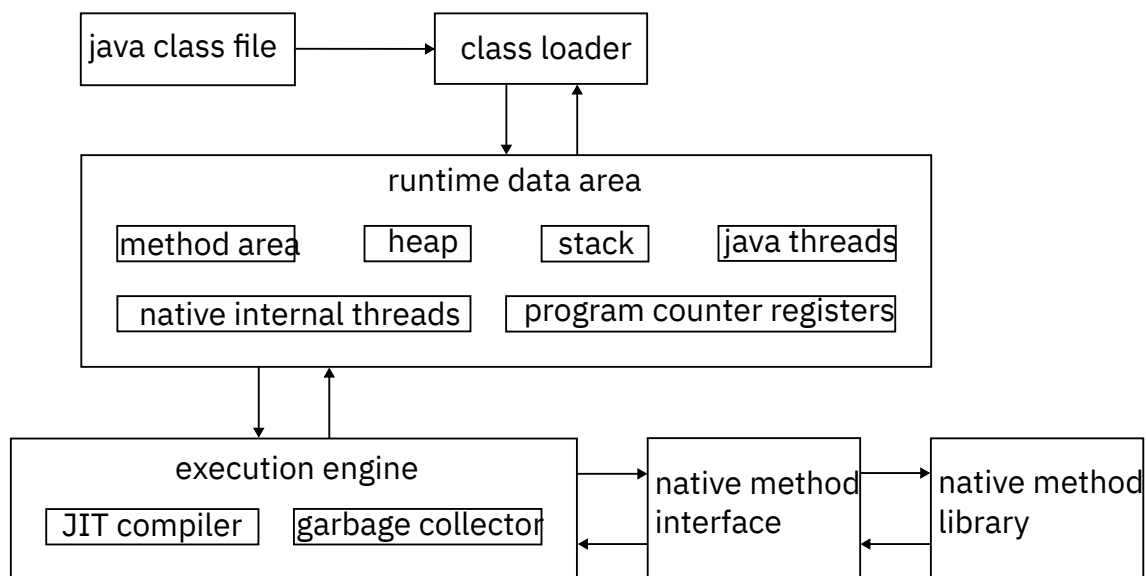 java class file
class loader
runtime data area
method area
heap
stack
java threads
native internal threads
program counter registers
execution engine
JIT compiler
garbage collector
native method
interface
native method
library